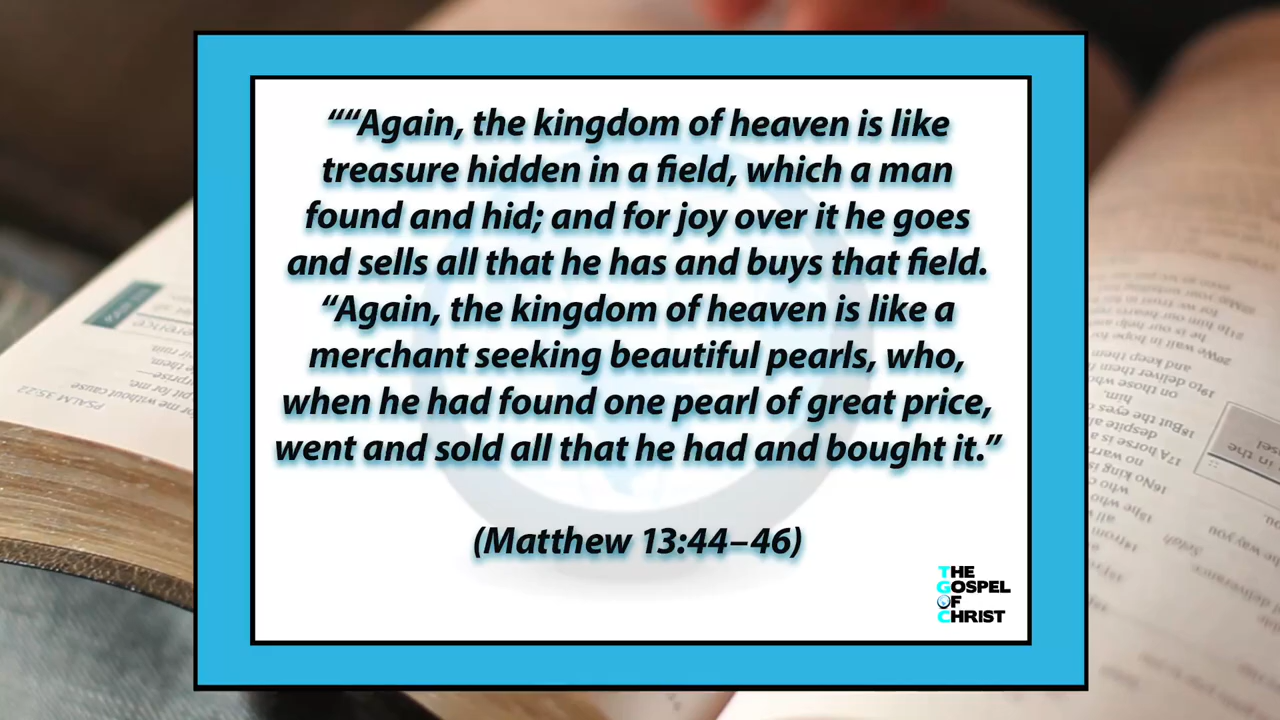 ““Again, the kingdom of heaven is like
treasure hidden in a field, which a man
found and hid; and for joy over it he goes
and sells all that he has and buys that field.
“Again, the kingdom of heaven is like a
merchant seeking beautiful pearls, who,
when he had found one pearl of great price,
went and sold all that he had and bought it.”
(Matthew 13:44–46)
THE
GOSPEL
OF
CHRIST
PSALM 35:22